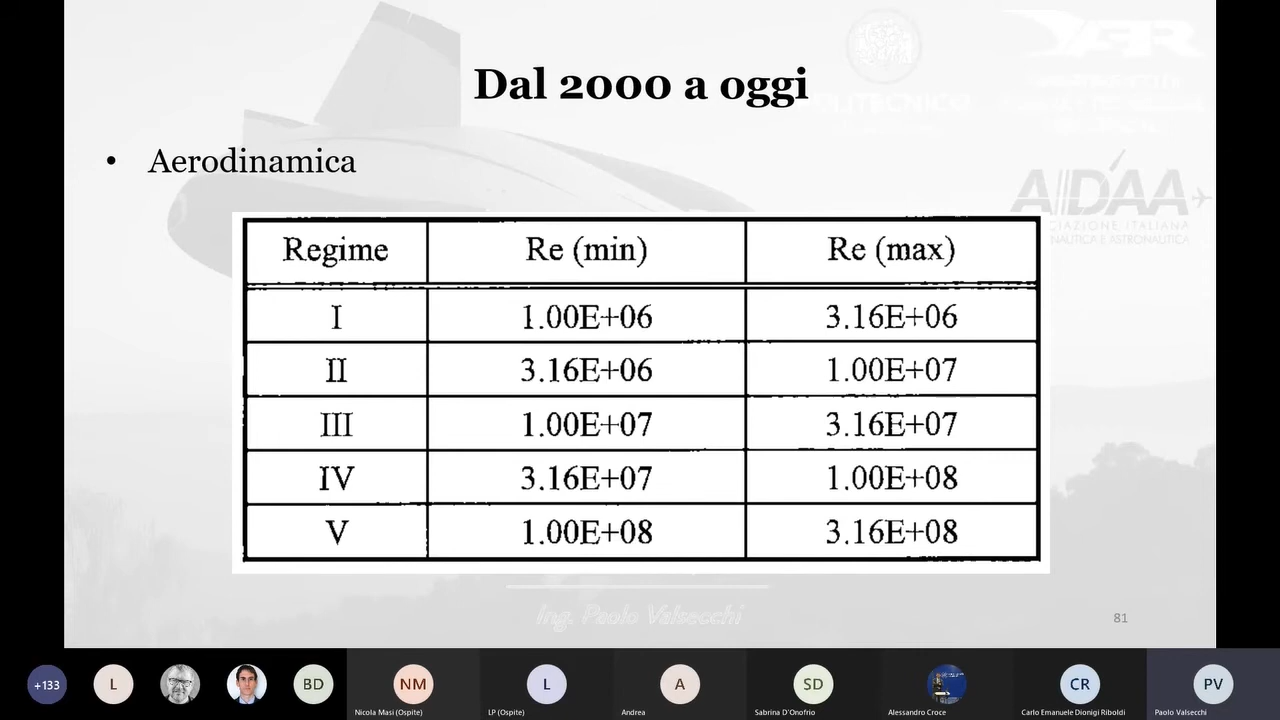 Dal 2000 a oggi
• Aerodinamica
POLITECNICO
AIDAA
Regime Re (min) Re (max)
I 1.00E+06 3.16E+06
II 3.16E+06 1.00E+07
III 1.00E+07 3.16E+07
IV 3.16E+07 1.00E+08
V 1.00E+08 3.16E+08
Ing. Paolo Valsecchi
81
+133 L BD NM L A SD CR PV
Nicola Masi (Ospite) LP (Ospite) Andrea Sabrina D'Onofrio Alessandro Croce Carlo Emanuele Dionigi Riboldi Paolo Valsecchi